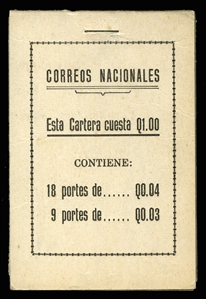 CORREOS NACIONALES
Esta Cartera cuesta Q1.00
CONTIENE:
18 portes de...... Q0.04
9 portes de...... Q0.03